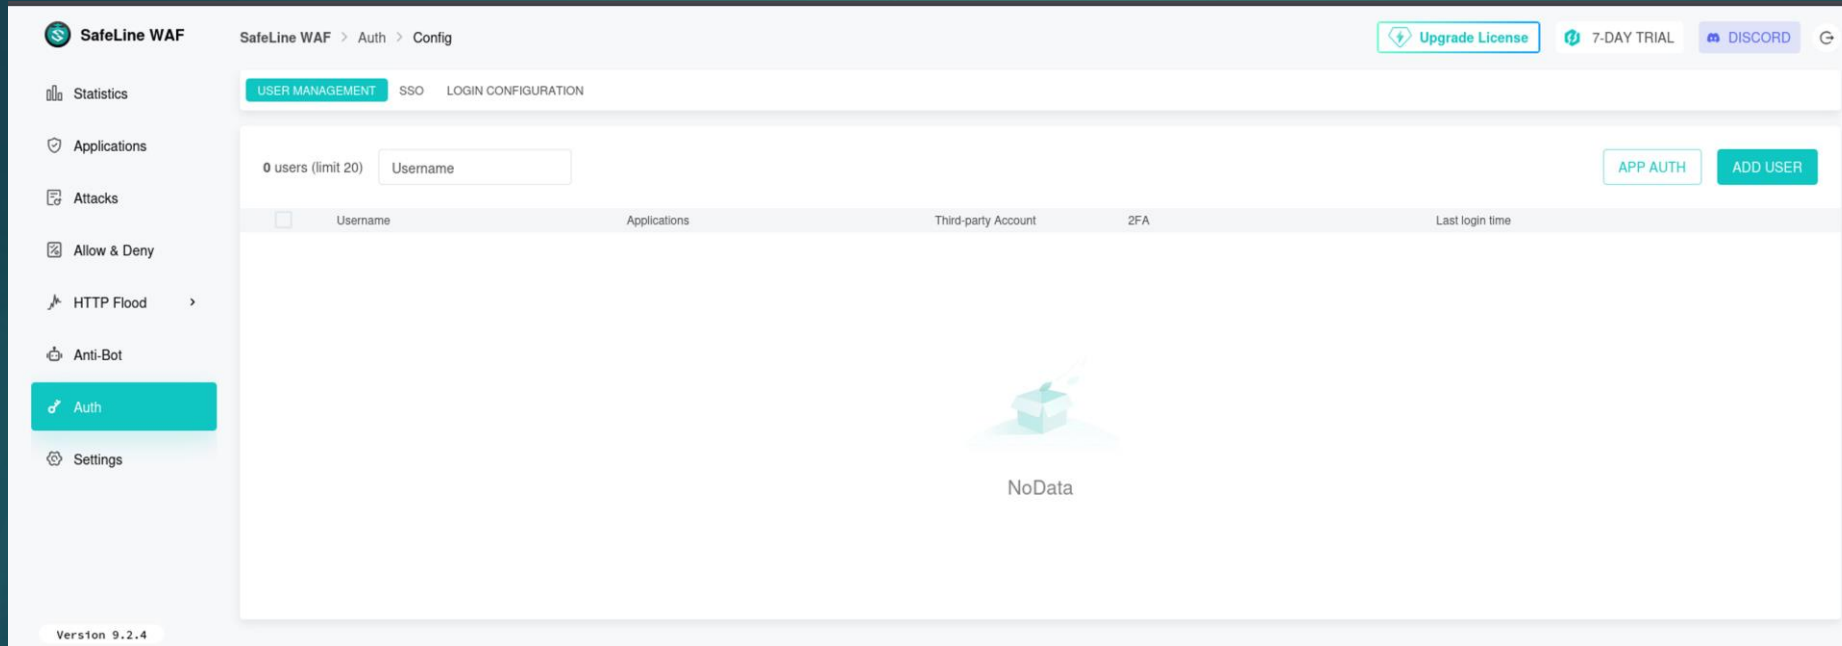 SafeLine WAF
SafeLine WAF > Auth > Config
Upgrade License
7-DAY TRIAL
DISCORD
Statistics
Applications
Attacks
Allow & Deny
HTTP Flood >
Anti-Bot
Auth
Settings
Version 9.2.4
USER MANAGEMENT SSO LOGIN CONFIGURATION
0 users (limit 20) Username APP AUTH ADD USER
Username Applications Third-party Account 2FA Last login time
NoData